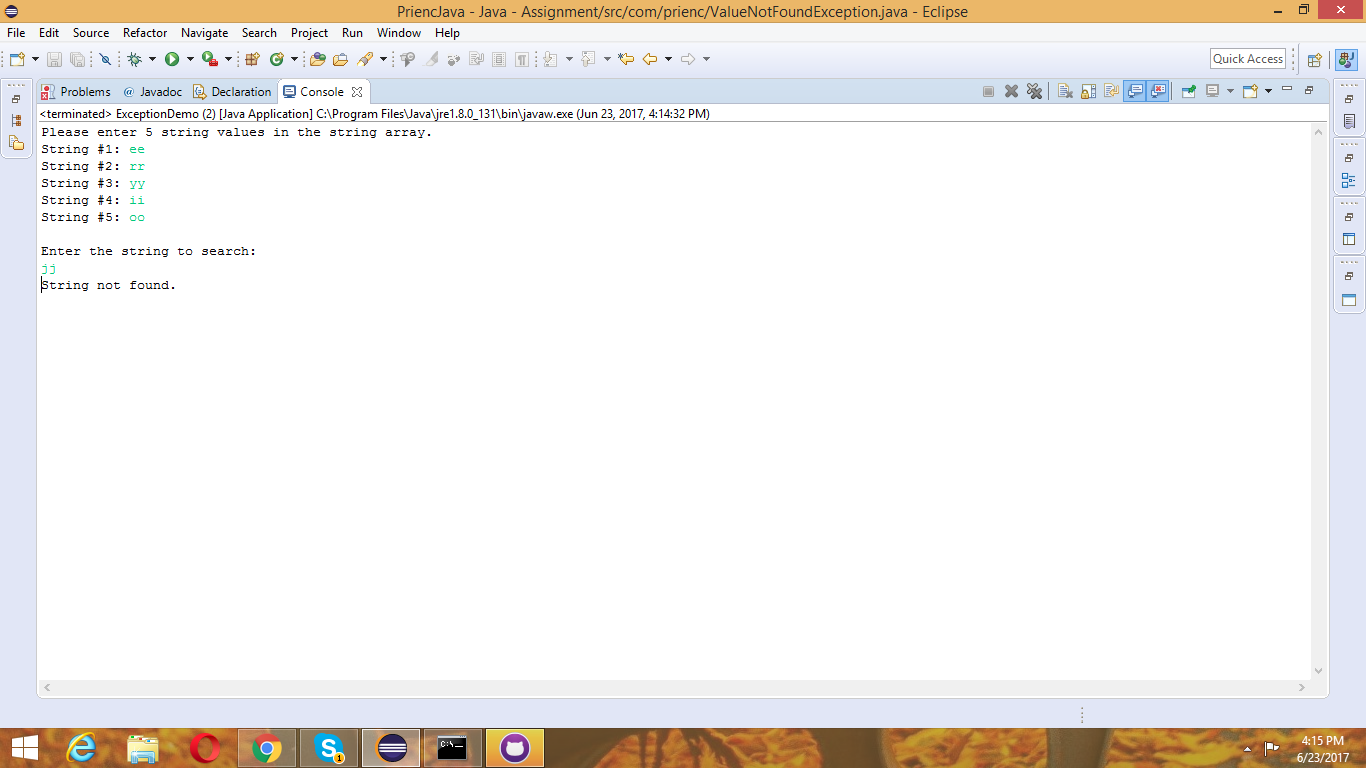 PriencJava - Java - Assignment/src/com/prienc/ValueNotFoundException.java - Eclipse
File Edit Source Refactor Navigate Search Project Run Window Help
Quick Access
Problems @ Javadoc Declaration Console
<terminated> ExceptionDemo (2) [Java Application] C:\Program Files\Java\jre1.8.0_131\bin\javaw.exe (Jun 23, 2017, 4:14:32 PM)
Please enter 5 string values in the string array.
String #1: ee
String #2: rr
String #3: yy
String #4: ii
String #5: oo
Enter the string to search:
jj
String not found.
1
C:\_
4:15 PM
6/23/2017